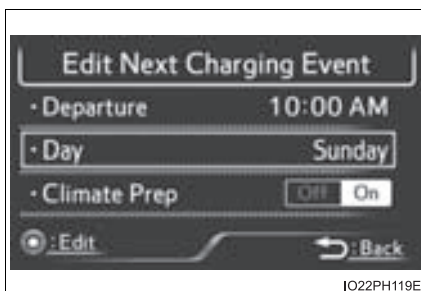 Edit Next Charging Event
· Departure 10:00 AM
· Day Sunday
· Climate Prep Off On
:Edit :Back
IO22PH119E